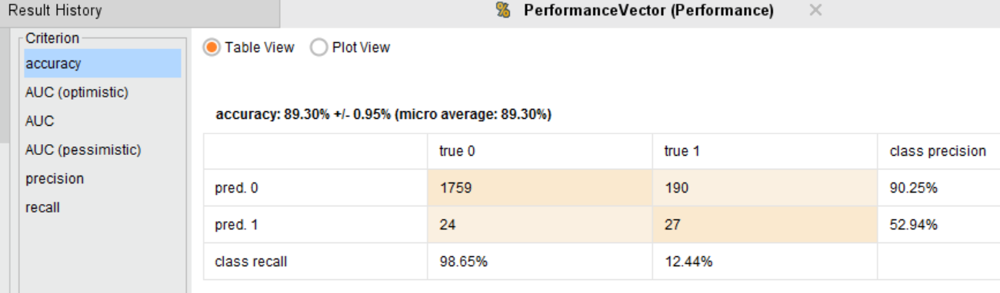 Result History
% PerformanceVector (Performance) ×
Criterion
accuracy
AUC (optimistic)
AUC
AUC (pessimistic)
precision
recall
Table View Plot View
accuracy: 89.30% +/- 0.95% (micro average: 89.30%)
true 0 true 1 class precision
pred. 0 1759 190 90.25%
pred. 1 24 27 52.94%
class recall 98.65% 12.44%